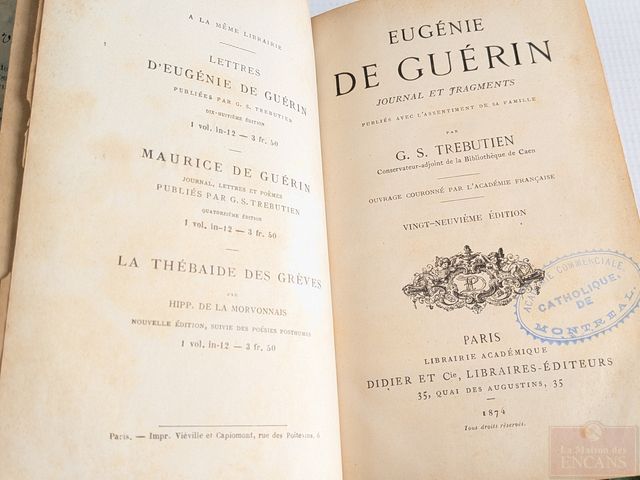 A LA MÊME LIBRAIRIE
LETTRES
D'EUGÉNIE DE GUÉRIN
PUBLIÉES PAR G. S. TREBUTIEN
DIX-HUITIÈME ÉDITION
1 vol. in-12 — 3 fr. 50
MAURICE DE GUÉRIN
JOURNAL, LETTRES ET POÈMES
PUBLIÉS PAR G. S. TREBUTIEN
QUATORZIÈME ÉDITION
1 vol. in-12 — 3 fr. 50
LA THÉBAIDE DES GRÈVES
PAR
HIPP. DE LA MORVONNAIS
NOUVELLE ÉDITION, SUIVIE DES POÉSIES POSTHUMES
1 vol. in-12 — 3 fr. 50
Paris. — Impr. Viéville et Capiomont, rue des Poitevins, 6
EUGÉNIE
DE GUÉRIN
JOURNAL ET FRAGMENTS
PUBLIÉS AVEC L'ASSENTIMENT DE SA FAMILLE
PAR
G. S. TREBUTIEN
Conservateur-adjoint de la Bibliothèque de Caen
OUVRAGE COURONNÉ PAR L'ACADÉMIE FRANÇAISE
VINGT-NEUVIÈME ÉDITION
ACADEMIE COMMERCIALE
CATHOLIQUE
DE
MONTREAL
PARIS
LIBRAIRIE ACADÉMIQUE
DIDIER ET Cie, LIBRAIRES-ÉDITEURS
35, QUAI DES AUGUSTINS, 35
1874
Tous droits réservés.
La Maison des
ENCANS